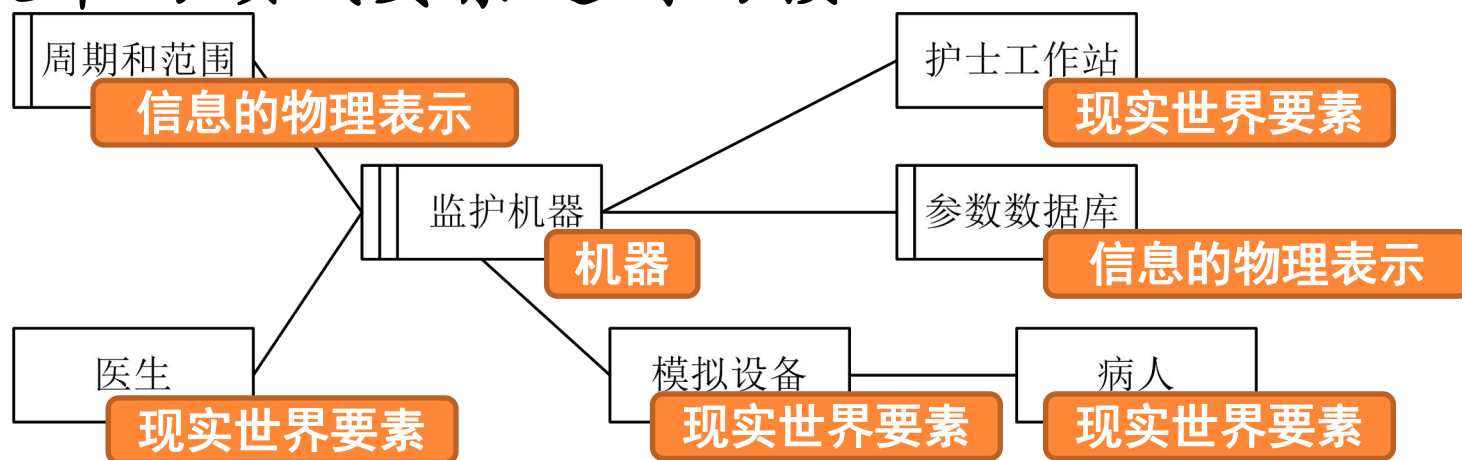 周期和范围
信息的物理表示
护士工作站
现实世界要素
监护机器
机器
参数数据库
信息的物理表示
医生
现实世界要素
模拟设备
现实世界要素
病人
现实世界要素